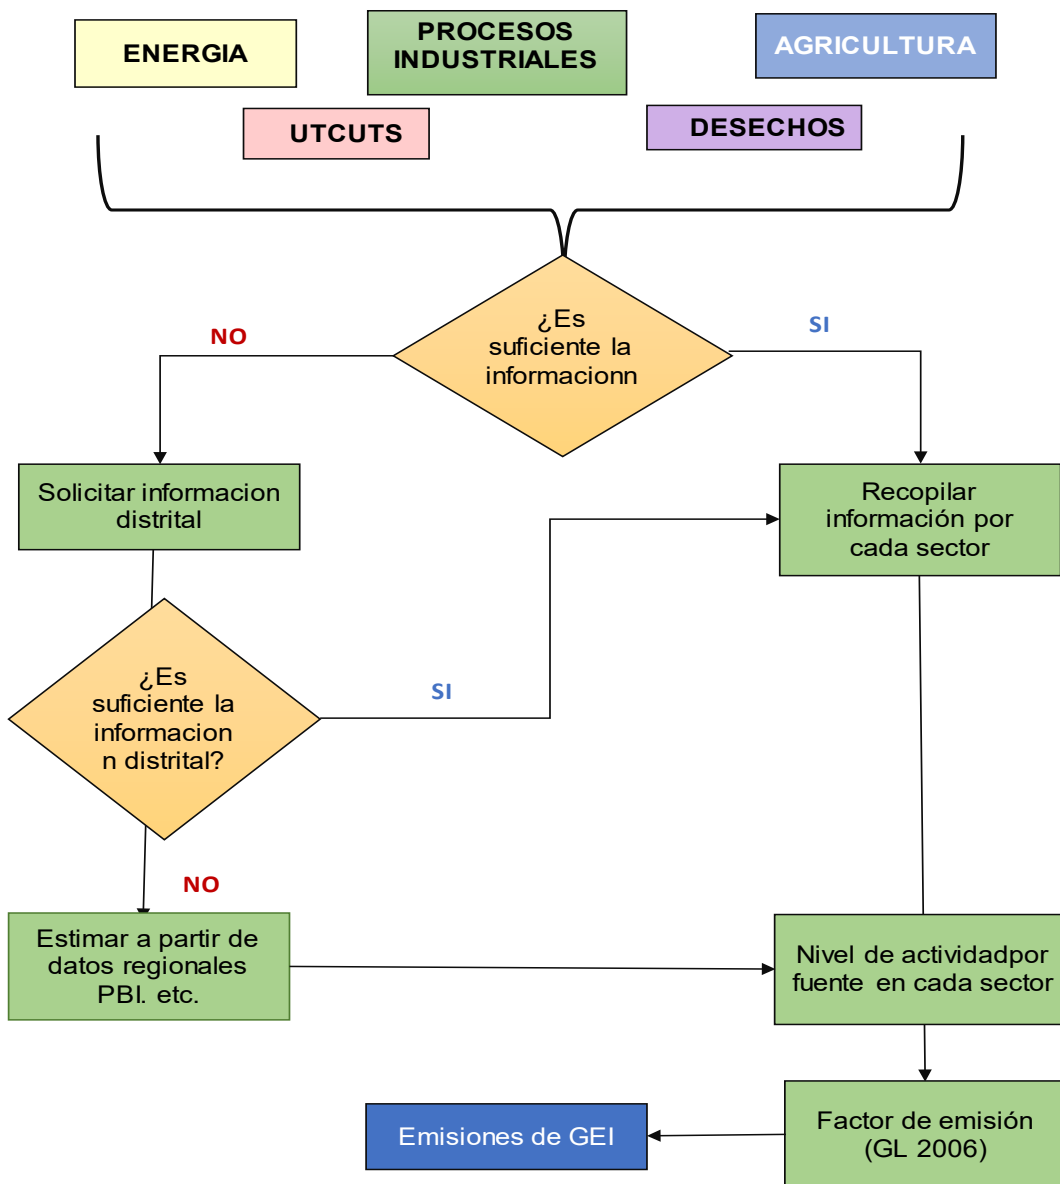 ENERGIA
PROCESOS
INDUSTRIALES
AGRICULTURA
UTCUTS
DESECHOS
¿Es
suficiente la
informacionn
NO
SI
Solicitar informacion
distrital
Recopilar
información por
cada sector
¿Es
suficiente la
informacion
n distrital?
SI
NO
Estimar a partir de
datos regionales
PBI. etc.
Nivel de actividadpor
fuente en cada sector
Factor de emisión
(GL 2006)
Emisiones de GEI